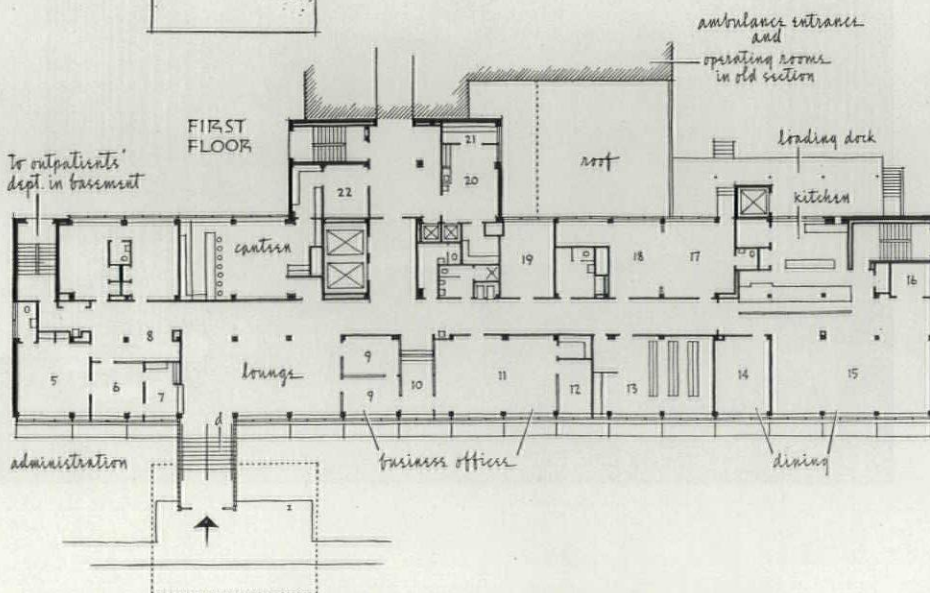 ambulance entrance
and
operating rooms
in old section
FIRST
FLOOR
To outpatients'
dept. in basement
loading dock
roof
kitchen
canteen
21
20
22
19
18
17
16
8
5
6
7
lounge
9
9
10
11
12
13
14
15
d
administration
business offices
dining